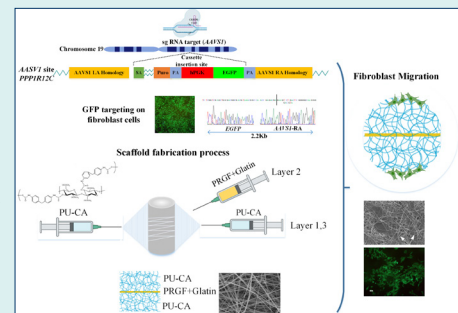 sg RNA target (AAVS1)
Chromosome 19
Cassette
insertion site
AASV1 site
PPP1R12C
AAVS1 LA Homology
SA
Puro
PA
EGFP
PA
AAVS1 RA Homology
GFP targeting on
fibroblast cells
EGFP
AAVS1-RA
2.2Kb
Fibroblast Migration
Scaffold fabrication process
PRGF+Glatin
Layer 2
PU-CA
PU-CA
Layer 1,3
PU-CA
PRGF+Glatin
PU-CA